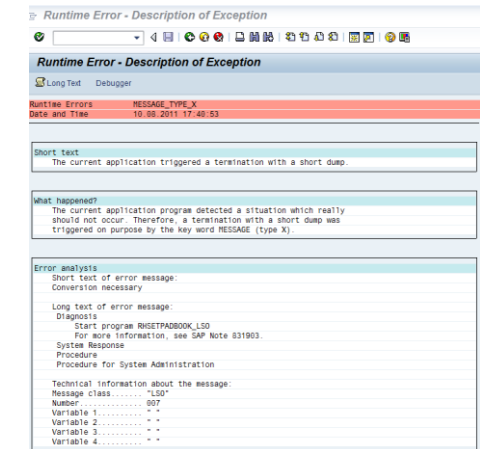 Runtime Error - Description of Exception
Runtime Error - Description of Exception
Long Text Debugger
Runtime Errors MESSAGE_TYPE_X
Date and Time 10.08.2011 17:40:53
Short text
The current application triggered a termination with a short dump.
What happened?
The current application program detected a situation which really
should not occur. Therefore, a termination with a short dump was
triggered on purpose by the key word MESSAGE (type X).
Error analysis
Short text of error message:
Conversion necessary
Long text of error message:
Diagnosis
Start program RHSETPADBOOK_LSO
For more information, see SAP Note 831903.
System Response
Procedure
Procedure for System Administration
Technical information about the message:
Message class....... "LSO"
Number.............. 007
Variable 1.......... " "
Variable 2.......... " "
Variable 3.......... " "
Variable 4.......... " "